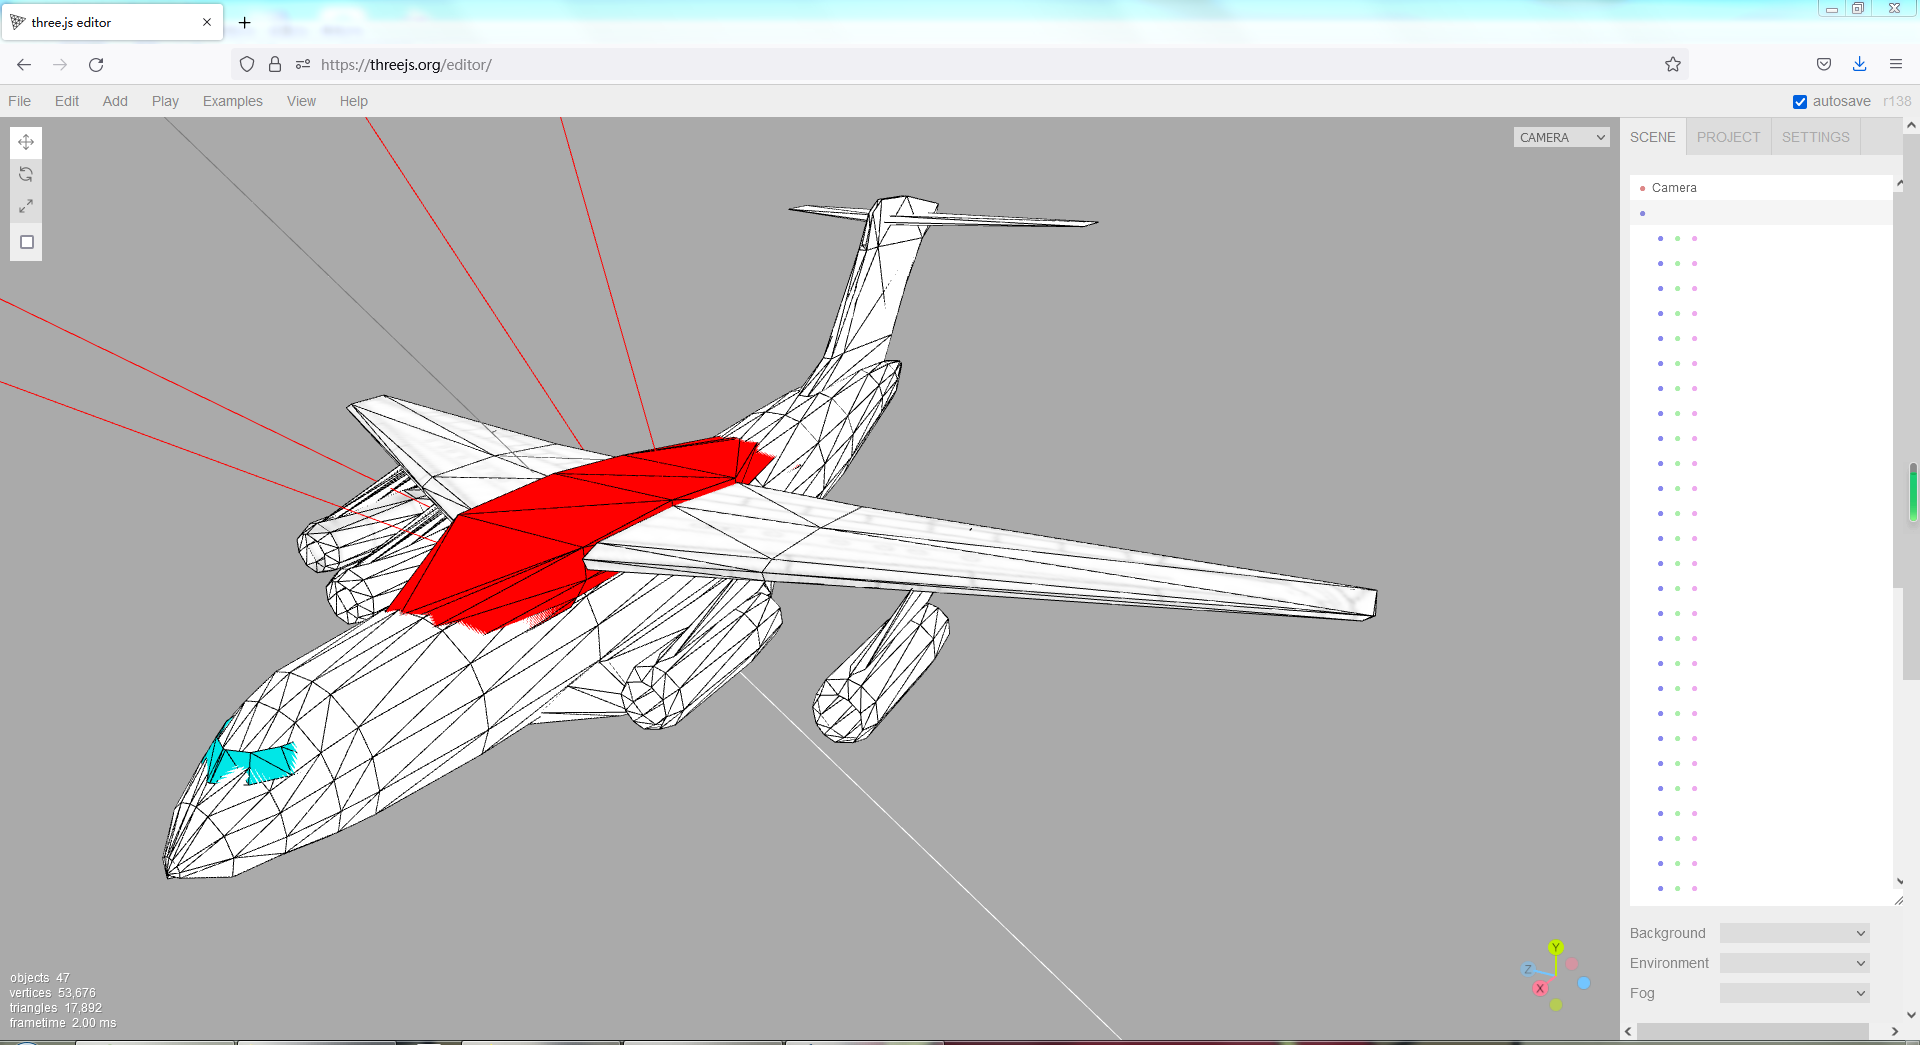 three.js editor
https://threejs.org/editor/
File Edit Add Play Examples View Help
autosave r138
CAMERA
SCENE PROJECT SETTINGS
Camera
Background
Environment
Fog
Y
Z
X
objects 47
vertices 53,676
triangles 17,892
frametime 2.00 ms